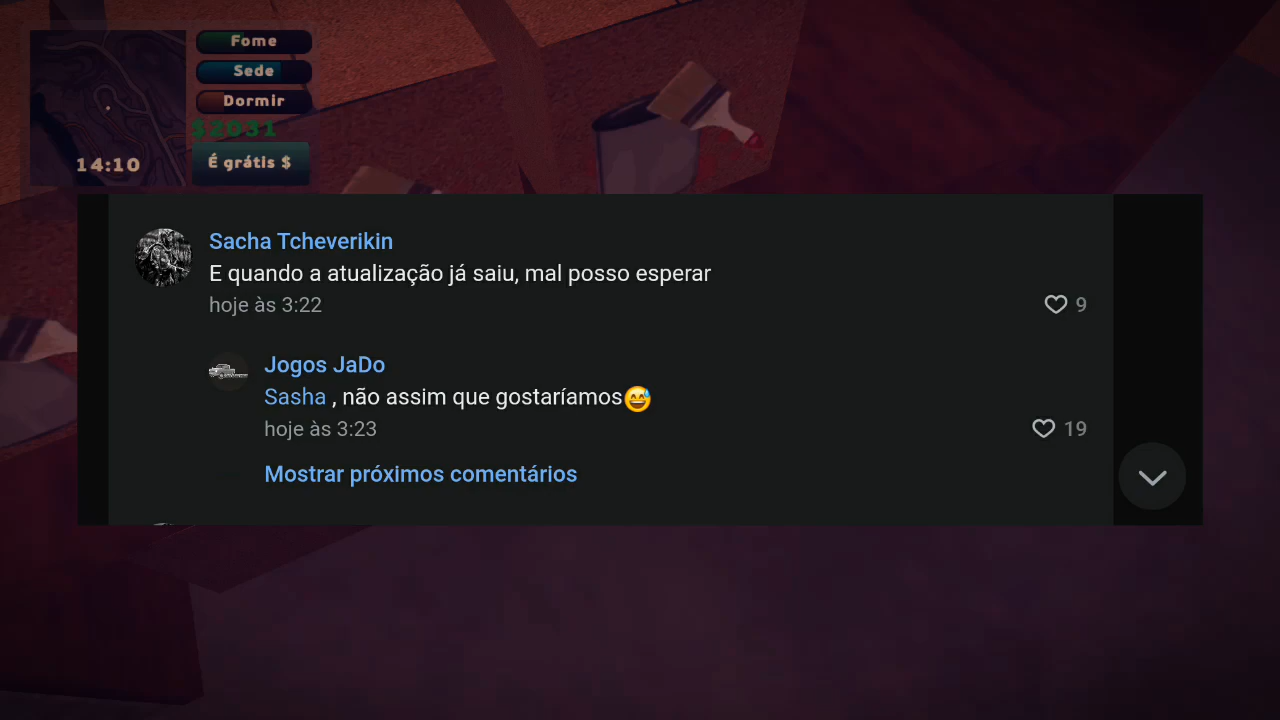 Fome
Sede
Dormir
$2031
14:10
É grátis $
Sacha Tcheverikin
E quando a atualização já saiu, mal posso esperar
hoje às 3:22
9
Jogos JaDo
Sasha , não assim que gostaríamos😅
hoje às 3:23
19
Mostrar próximos comentários